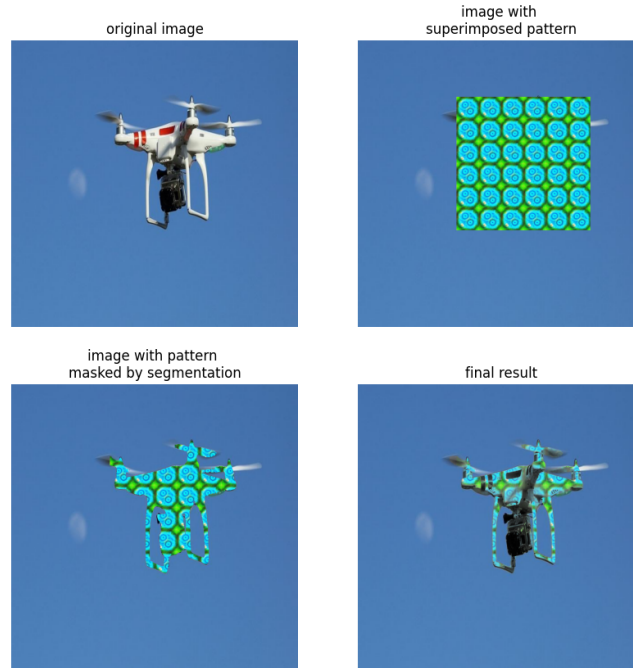 original image
image with
superimposed pattern
image with pattern
masked by segmentation
final result